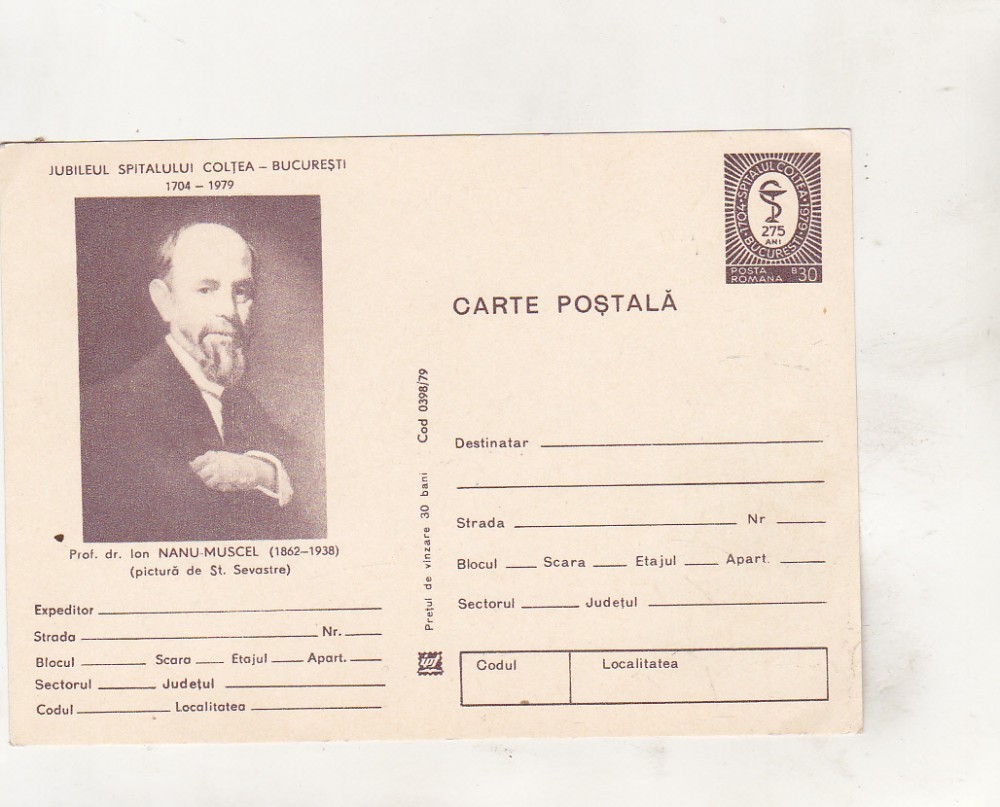 JUBILEUL SPITALULUI COLȚEA – BUCUREȘTI
1704 – 1979
Prof. dr. Ion NANU-MUSCEL (1862–1938)
(pictură de Șt. Sevastre)
Expeditor
Strada Nr.
Blocul Scara Etajul Apart.
Sectorul Județul
Codul Localitatea
Prețul de vînzare 30 bani Cod 0398/79
1704·SPITALUL COLȚEA·1979
BUCUREȘTI
275
ANI
POSTA
ROMANA B 30
CARTE POȘTALĂ
Destinatar
Strada Nr
Blocul Scara Etajul Apart.
Sectorul Județul
Codul Localitatea